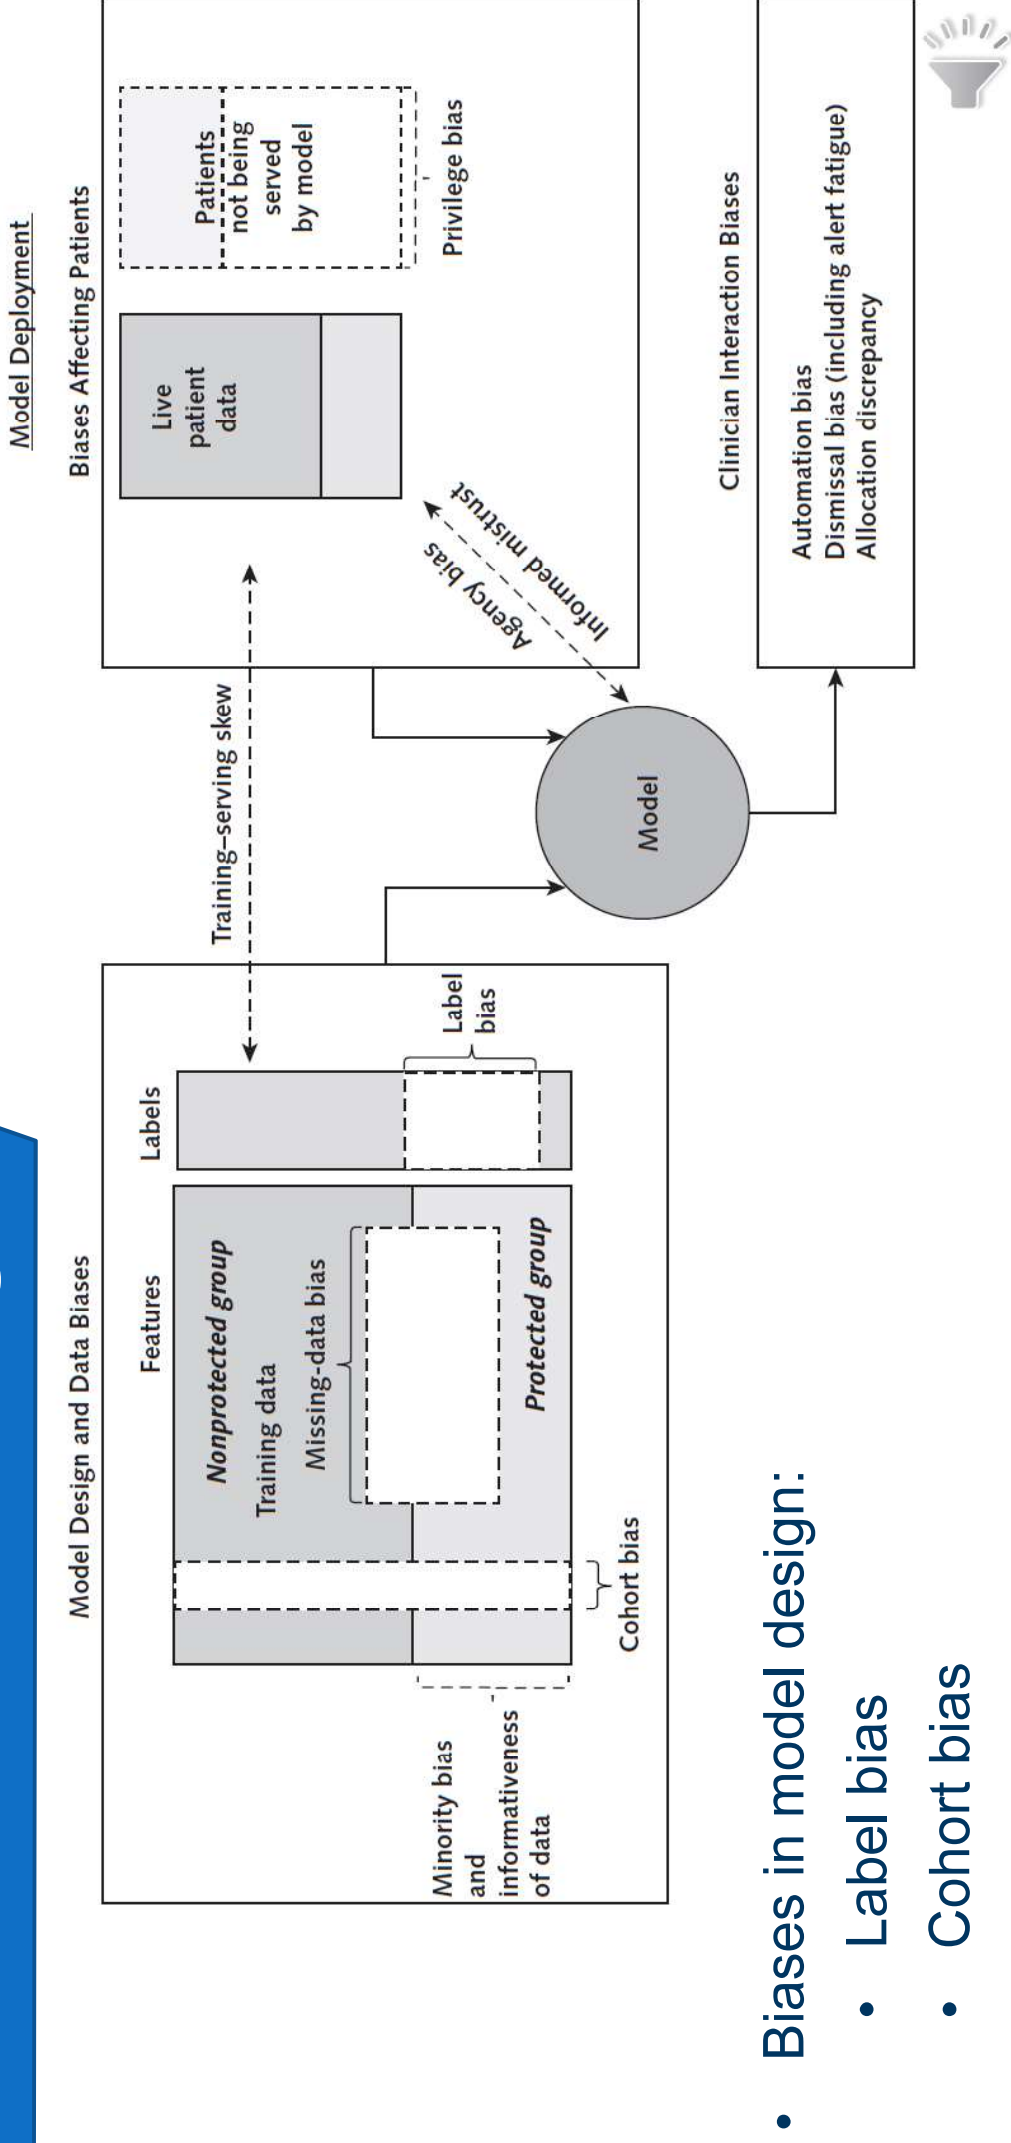 Model Deployment
Model Design and Data Biases
Biases Affecting Patients
Features
Labels
Nonprotected group
Training data
Missing-data bias
Protected group
Label
bias
Cohort bias
Minority bias
and
informativeness
of data
Training–serving skew
Live
patient
data
Patients
not being
served
by model
Privilege bias
Agency bias
Informed mistrust
Model
Clinician Interaction Biases
Automation bias
Dismissal bias (including alert fatigue)
Allocation discrepancy
• Biases in model design:
• Label bias
• Cohort bias